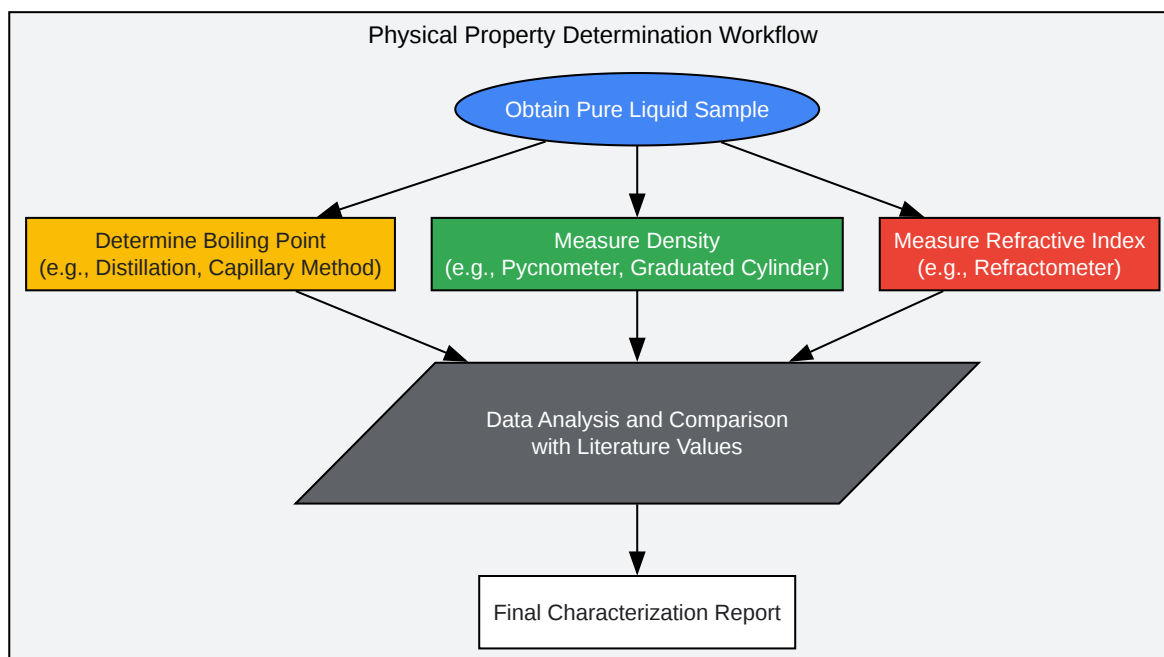 Physical Property Determination Workflow
Obtain Pure Liquid Sample
Determine Boiling Point
(e.g., Distillation, Capillary Method)
Measure Density
(e.g., Pycnometer, Graduated Cylinder)
Measure Refractive Index
(e.g., Refractometer)
Data Analysis and Comparison
with Literature Values
Final Characterization Report